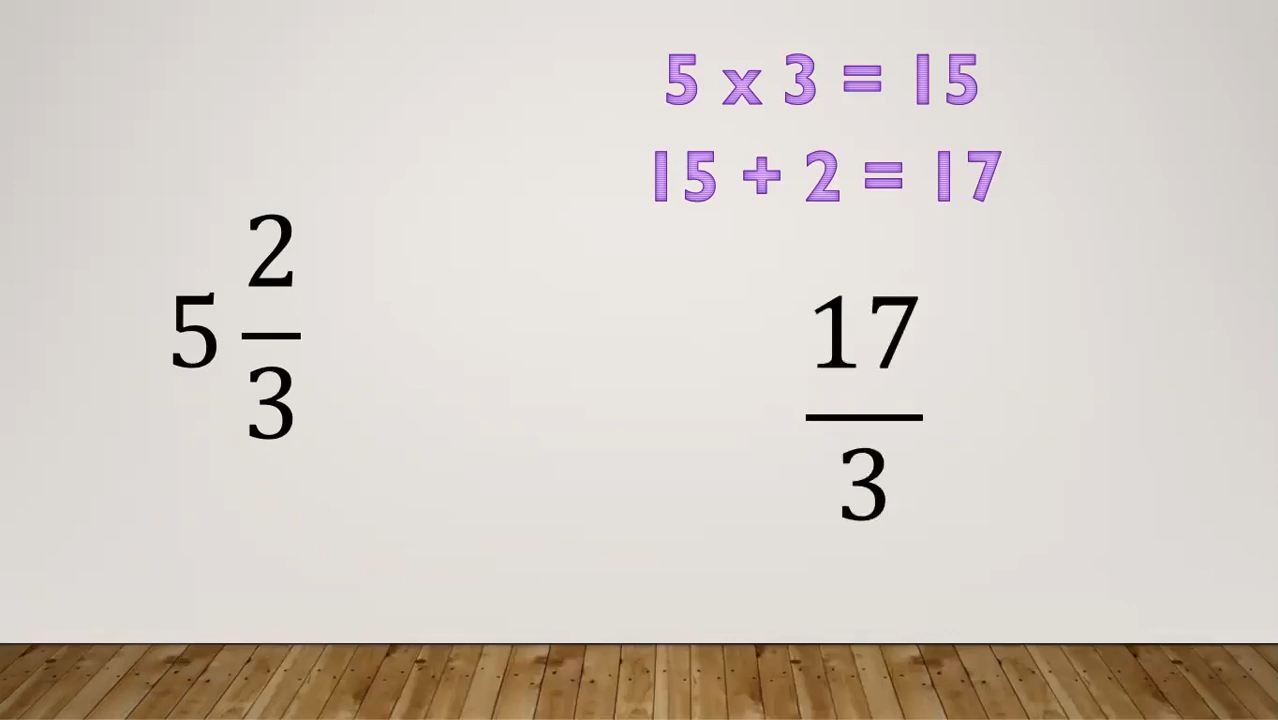 5 x 3 = 15
15 + 2 = 17
5 2/3
17/3